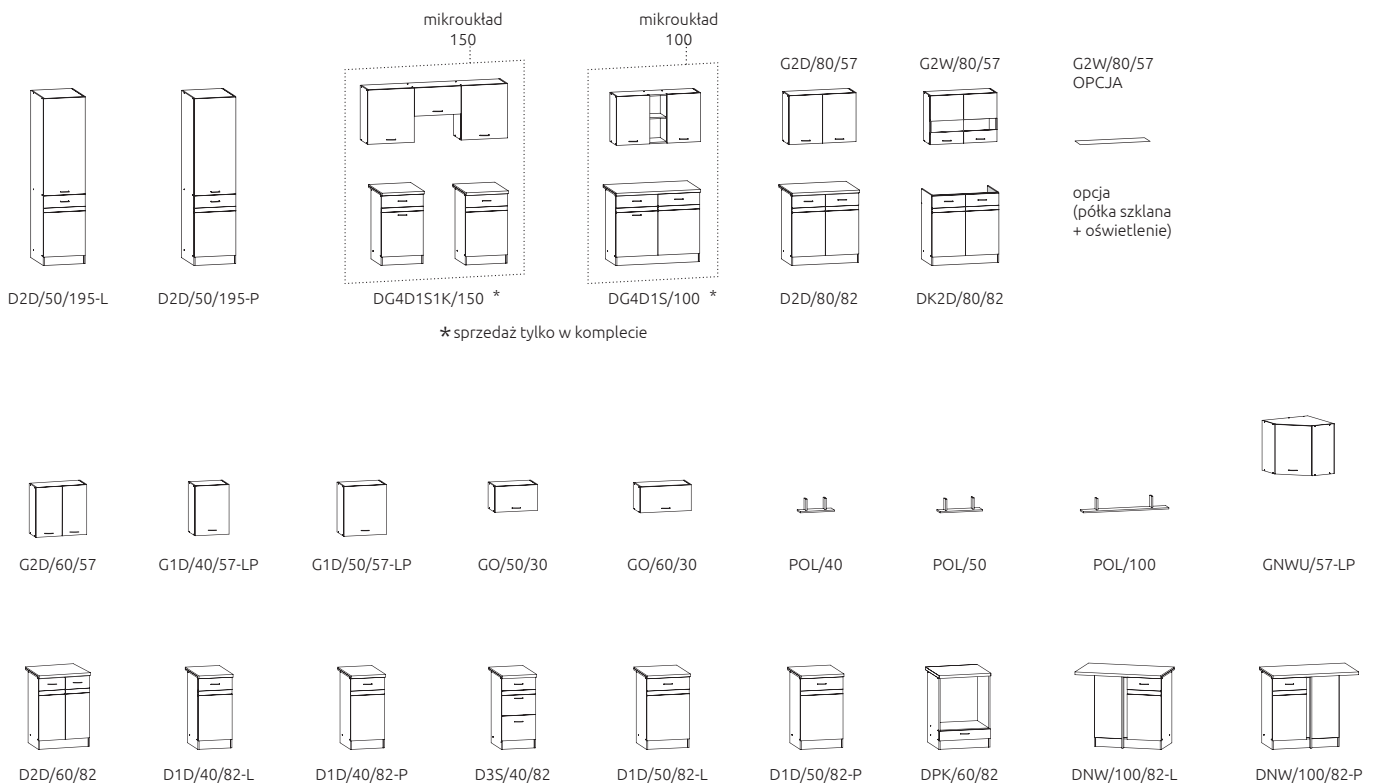 mikroukład
150
mikroukład
100
G2D/80/57
G2W/80/57
G2W/80/57
OPCJA
opcja
(półka szklana
+ oświetlenie)
D2D/50/195-L
D2D/50/195-P
DG4D1S1K/150 *
DG4D1S/100 *
D2D/80/82
DK2D/80/82
* sprzedaż tylko w komplecie
G2D/60/57
G1D/40/57-LP
G1D/50/57-LP
GO/50/30
GO/60/30
POL/40
POL/50
POL/100
GNWU/57-LP
D2D/60/82
D1D/40/82-L
D1D/40/82-P
D3S/40/82
D1D/50/82-L
D1D/50/82-P
DPK/60/82
DNW/100/82-L
DNW/100/82-P